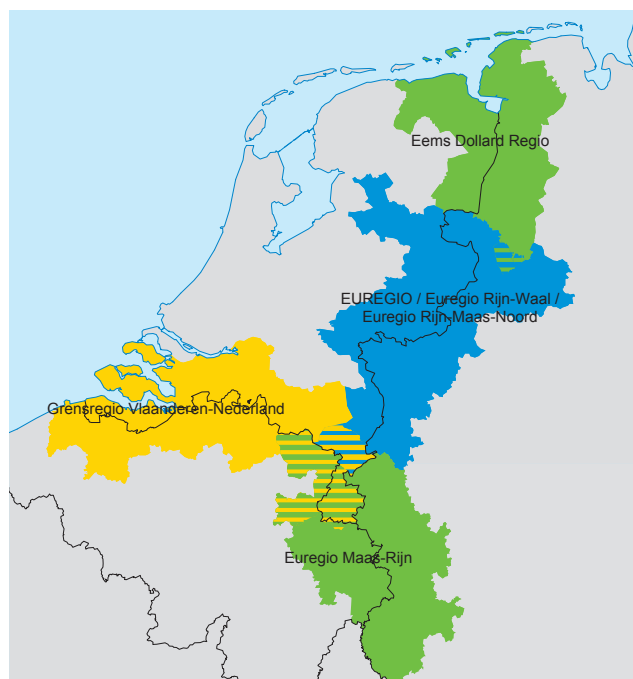 Eems Dollard Regio
EUREGIO / Euregio Rijn-Waal /
Euregio Rijn-Maas-Noord
Grensregio Vlaanderen-Nederland
Euregio Maas-Rijn